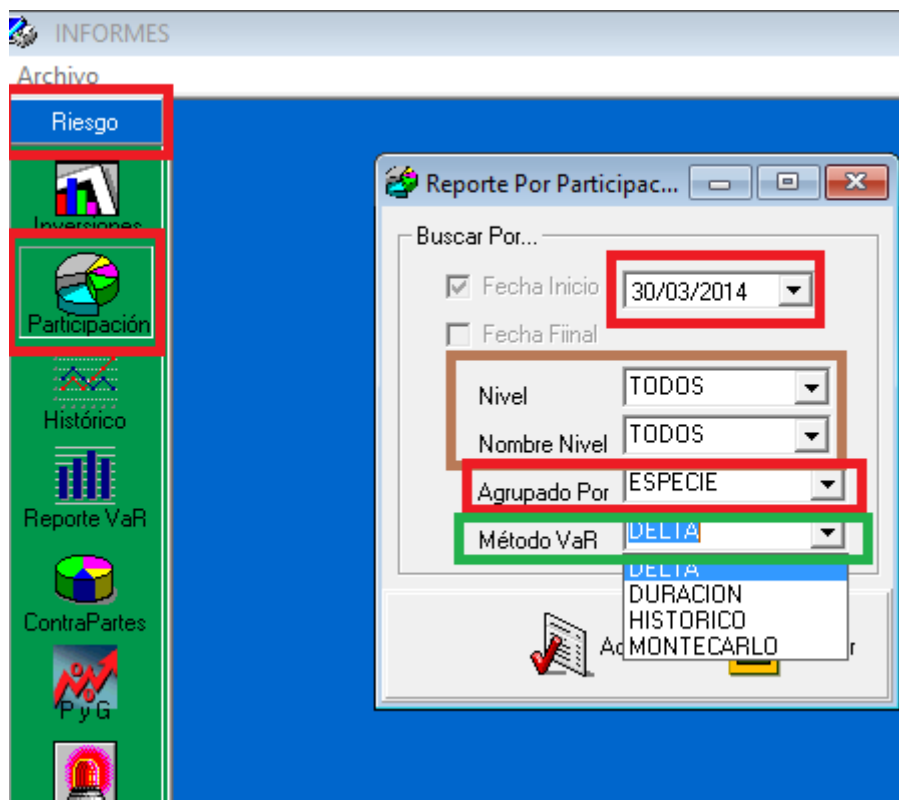 INFORMES
Archivo
Riesgo
Inversiones
Participación
Histórico
Reporte VaR
ContraPartes
P y G
Reporte Por Participac...
Buscar Por...
Fecha Inicio 30/03/2014
Fecha Fiinal
Nivel TODOS
Nombre Nivel TODOS
Agrupado Por ESPECIE
Método VaR DELTA
DELTA
DURACION
HISTORICO
MONTECARLO